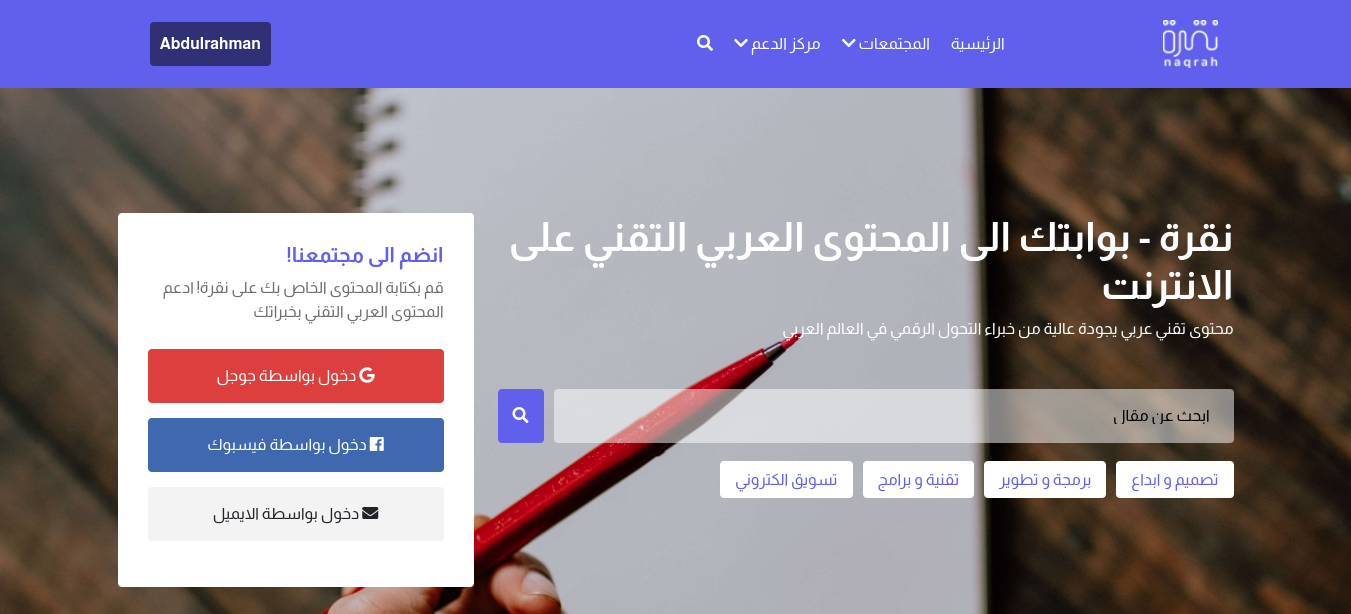 نقرة
naqrah
الرئيسية
المجتمعات
مركز الدعم
Abdulrahman
نقرة - بوابتك الى المحتوى العربي التقني على
الانترنت
محتوى تقني عربي يجودة عالية من خبراء التحول الرقمي في العالم العربي
ابحث عن مقال
تصميم و ابداع
برمجة و تطوير
تقنية و برامج
تسويق الكتروني
انضم الى مجتمعنا!
قم بكتابة المحتوى الخاص بك على نقرة! ادعم
المحتوى العربي التقني بخبراتك
دخول بواسطة جوجل
دخول بواسطة فيسبوك
دخول بواسطة الايميل